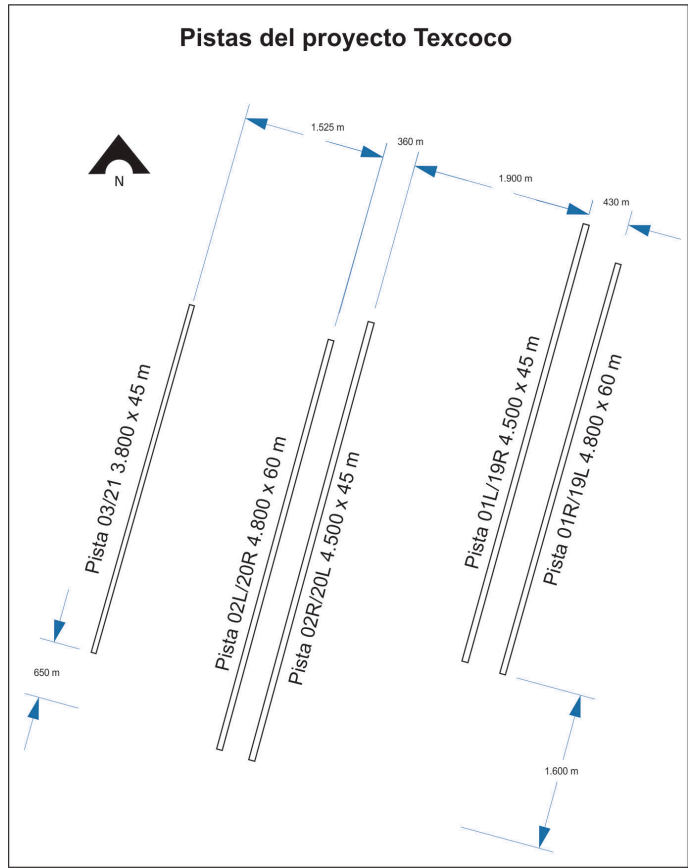 Pistas del proyecto Texcoco
1.525 m
360 m
1.900 m
430 m
N
Pista 03/21 3.800 x 45 m
Pista 02L/20R 4.800 x 60 m
Pista 02R/20L 4.500 x 45 m
Pista 01L/19R 4.500 x 45 m
Pista 01R/19L 4.800 x 60 m
650 m
1.600 m